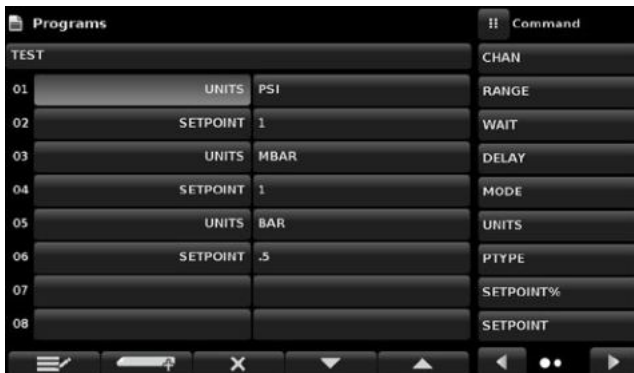 Programs
Command
TEST
CHAN
01 UNITS PSI
RANGE
02 SETPOINT 1
WAIT
03 UNITS MBAR
DELAY
04 SETPOINT 1
MODE
05 UNITS BAR
UNITS
06 SETPOINT .5
PTYPE
07
SETPOINT%
08
SETPOINT